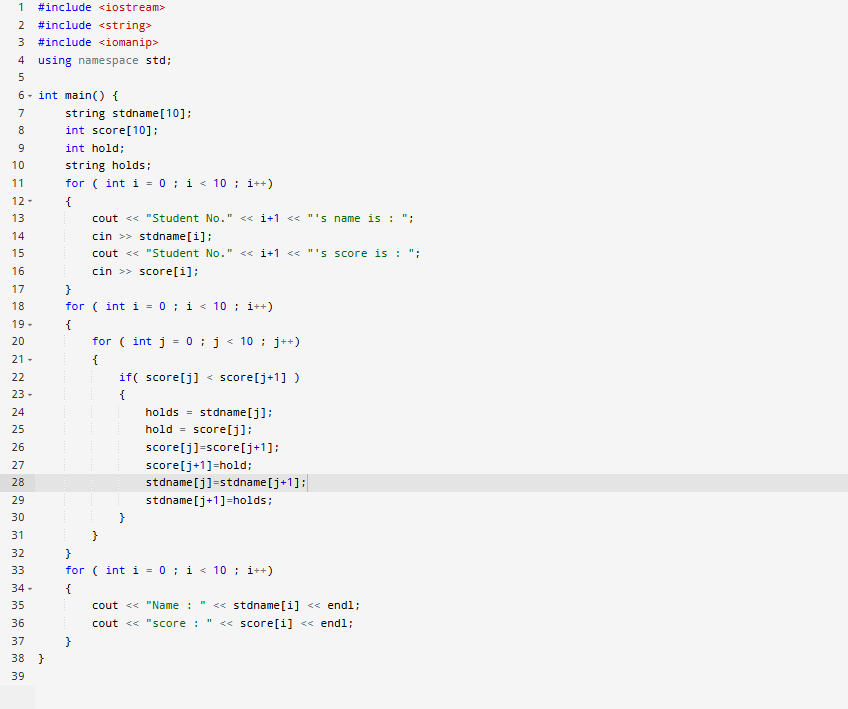 1 #include <iostream>
2 #include <string>
3 #include <iomanip>
4 using namespace std;
5
6 int main() {
7     string stdname[10];
8     int score[10];
9     int hold;
10     string holds;
11     for ( int i = 0 ; i < 10 ; i++)
12     {
13         cout << "Student No." << i+1 << "'s name is : ";
14         cin >> stdname[i];
15         cout << "Student No." << i+1 << "'s score is : ";
16         cin >> score[i];
17     }
18     for ( int i = 0 ; i < 10 ; i++)
19     {
20         for ( int j = 0 ; j < 10 ; j++)
21         {
22             if( score[j] < score[j+1] )
23             {
24                 holds = stdname[j];
25                 hold = score[j];
26                 score[j]=score[j+1];
27                 score[j+1]=hold;
28                 stdname[j]=stdname[j+1];
29                 stdname[j+1]=holds;
30             }
31         }
32     }
33     for ( int i = 0 ; i < 10 ; i++)
34     {
35         cout << "Name : " << stdname[i] << endl;
36         cout << "score : " << score[i] << endl;
37     }
38 }
39